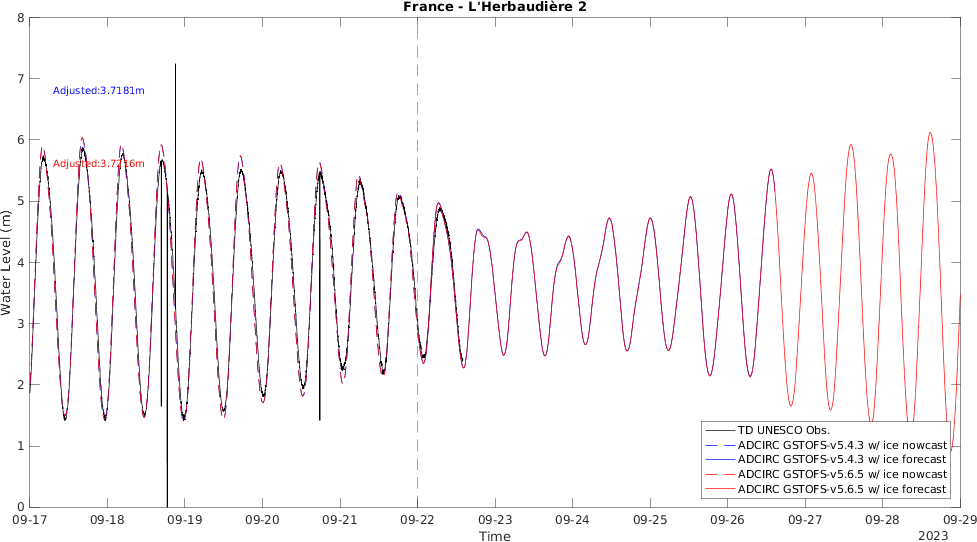 France - L'Herbaudière 2
8
7
6
5
4
3
2
1
0
Water Level (m)
Adjusted:3.7181m
Adjusted:3.7216m
TD UNESCO Obs.
ADCIRC GSTOFS-v5.4.3 w/ ice nowcast
ADCIRC GSTOFS-v5.4.3 w/ ice forecast
ADCIRC GSTOFS-v5.6.5 w/ ice nowcast
ADCIRC GSTOFS-v5.6.5 w/ ice forecast
09-17 09-18 09-19 09-20 09-21 09-22 09-23 09-24 09-25 09-26 09-27 09-28 09-29
Time
2023